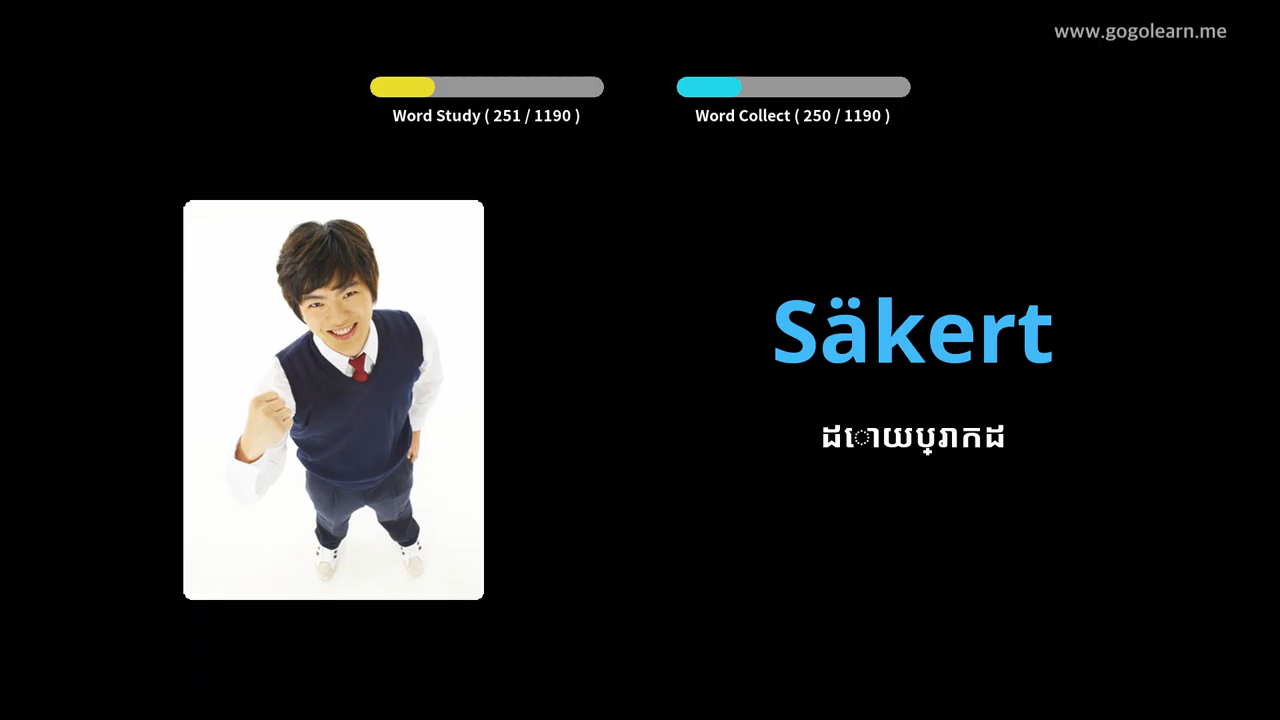 www.gogolearn.me
Word Study ( 251 / 1190 )
Word Collect ( 250 / 1190 )
Säkert
ដោយប្រាកដ